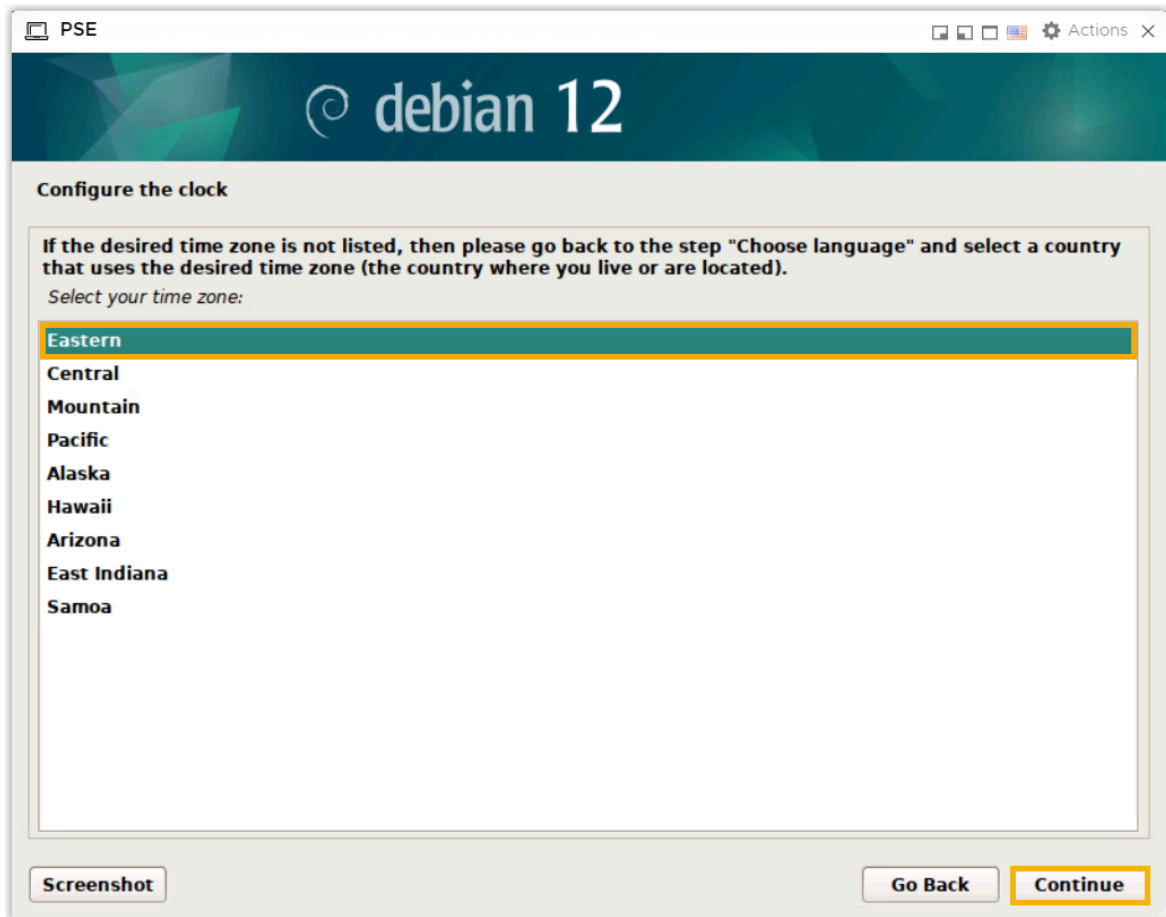 PSE
Actions
debian 12
Configure the clock
If the desired time zone is not listed, then please go back to the step "Choose language" and select a country
that uses the desired time zone (the country where you live or are located).
Select your time zone:
Eastern
Central
Mountain
Pacific
Alaska
Hawaii
Arizona
East Indiana
Samoa
Screenshot
Go Back
Continue